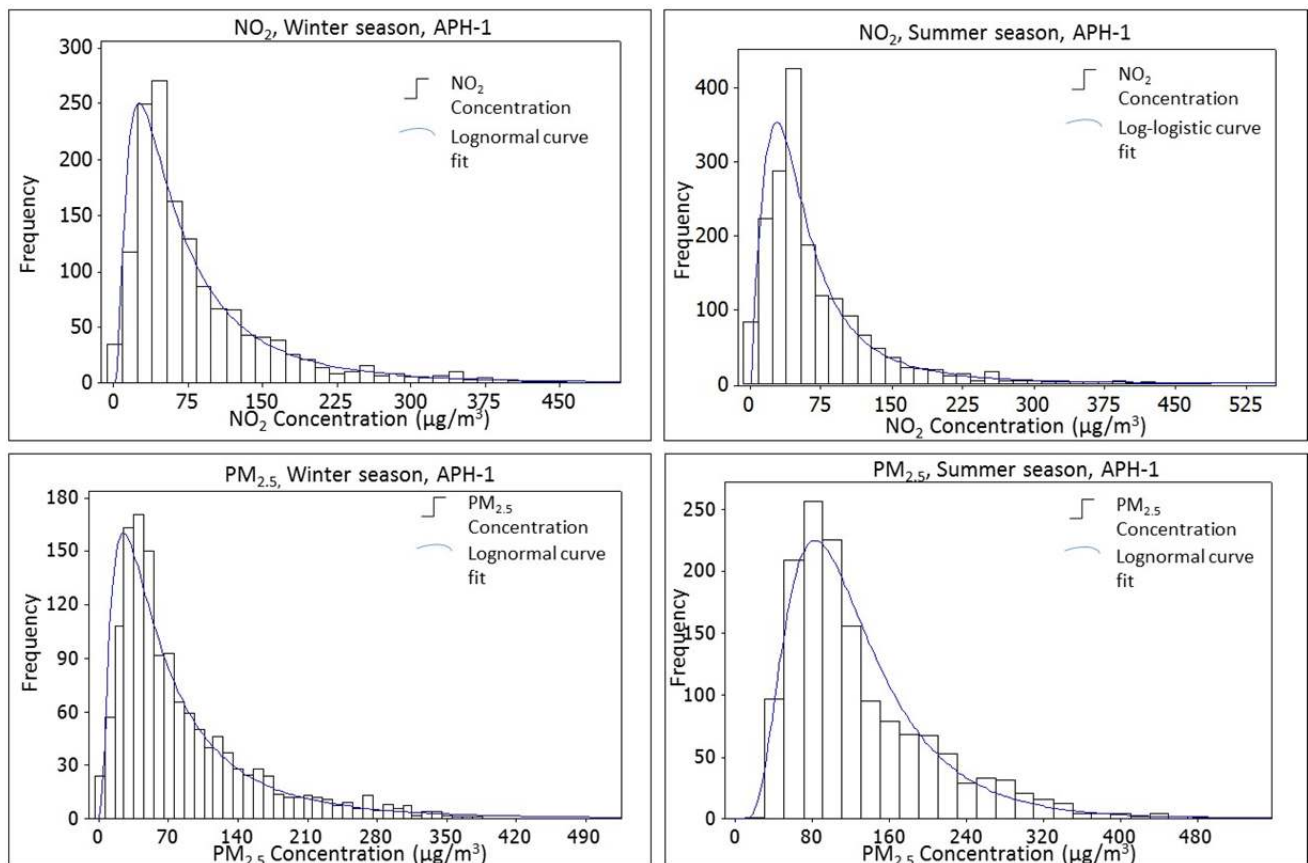 NO₂, Winter season, APH-1
300
250
200
150
100
50
0
Frequency
NO₂
Concentration
Lognormal curve
fit
0 75 150 225 300 375 450
NO₂ Concentration (µg/m³)
NO₂, Summer season, APH-1
400
300
200
100
0
Frequency
NO₂
Concentration
Log-logistic curve
fit
0 75 150 225 300 375 450 525
NO₂ Concentration (µg/m³)
PM₂.₅, Winter season, APH-1
180
150
120
90
60
30
0
Frequency
PM₂.₅
Concentration
Lognormal curve
fit
0 70 140 210 280 350 420 490
PM₂.₅ Concentration (µg/m³)
PM₂.₅, Summer season, APH-1
250
200
150
100
50
0
Frequency
PM₂.₅
Concentration
Lognormal curve
fit
0 80 160 240 320 400 480
PM₂.₅ Concentration (µg/m³)